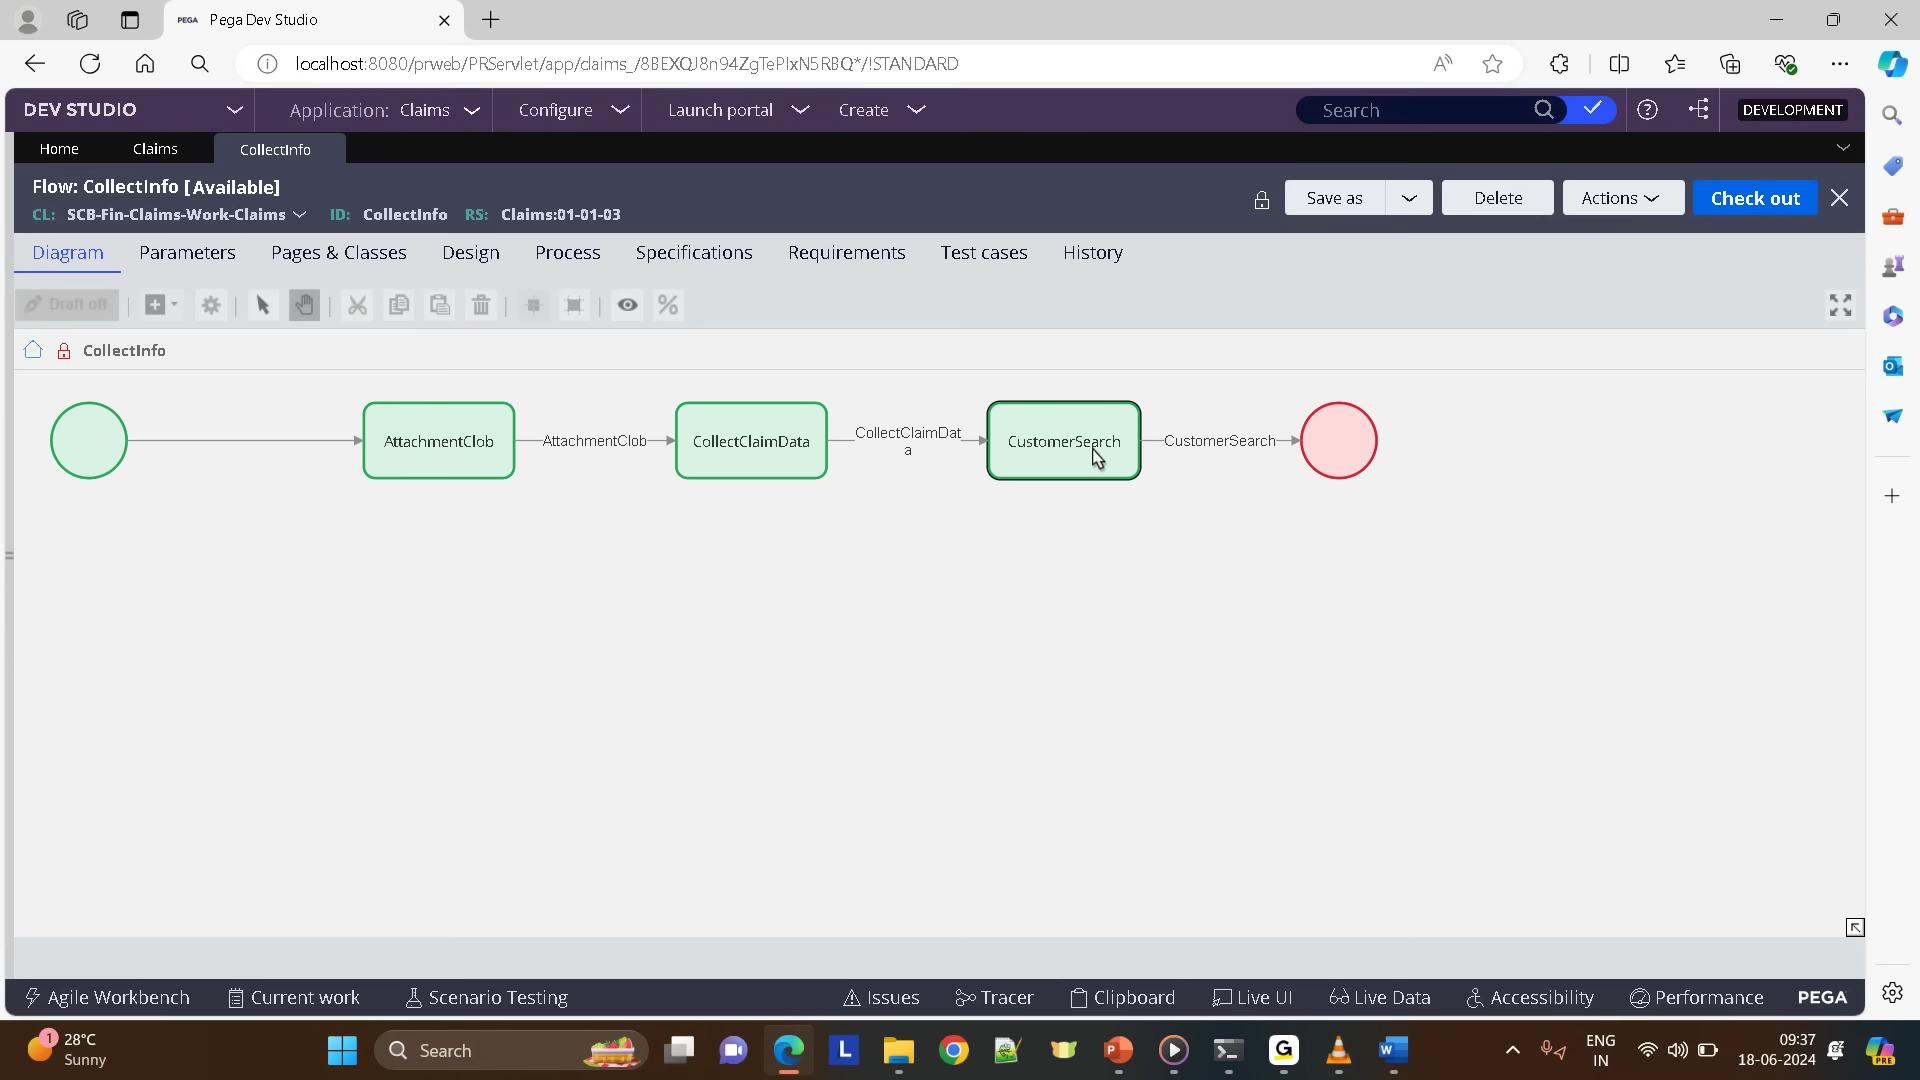 PEGA Pega Dev Studio
localhost:8080/prweb/PRServlet/app/claims_/8BEXQJ8n94ZgTePlxN5RBQ*/!STANDARD
DEV STUDIO Application: Claims Configure Launch portal Create Search DEVELOPMENT
Home Claims CollectInfo
Flow: CollectInfo [Available]
CL: SCB-Fin-Claims-Work-Claims ID: CollectInfo RS: Claims:01-01-03
Save as Delete Actions Check out
Diagram Parameters Pages & Classes Design Process Specifications Requirements Test cases History
Draft off
CollectInfo
AttachmentClob AttachmentClob CollectClaimData CollectClaimDat
a
CustomerSearch CustomerSearch
Agile Workbench Current work Scenario Testing Issues Tracer Clipboard Live UI Live Data Accessibility Performance PEGA
1 28°C
Sunny
Search
ENG
IN
09:37
18-06-2024
PRE